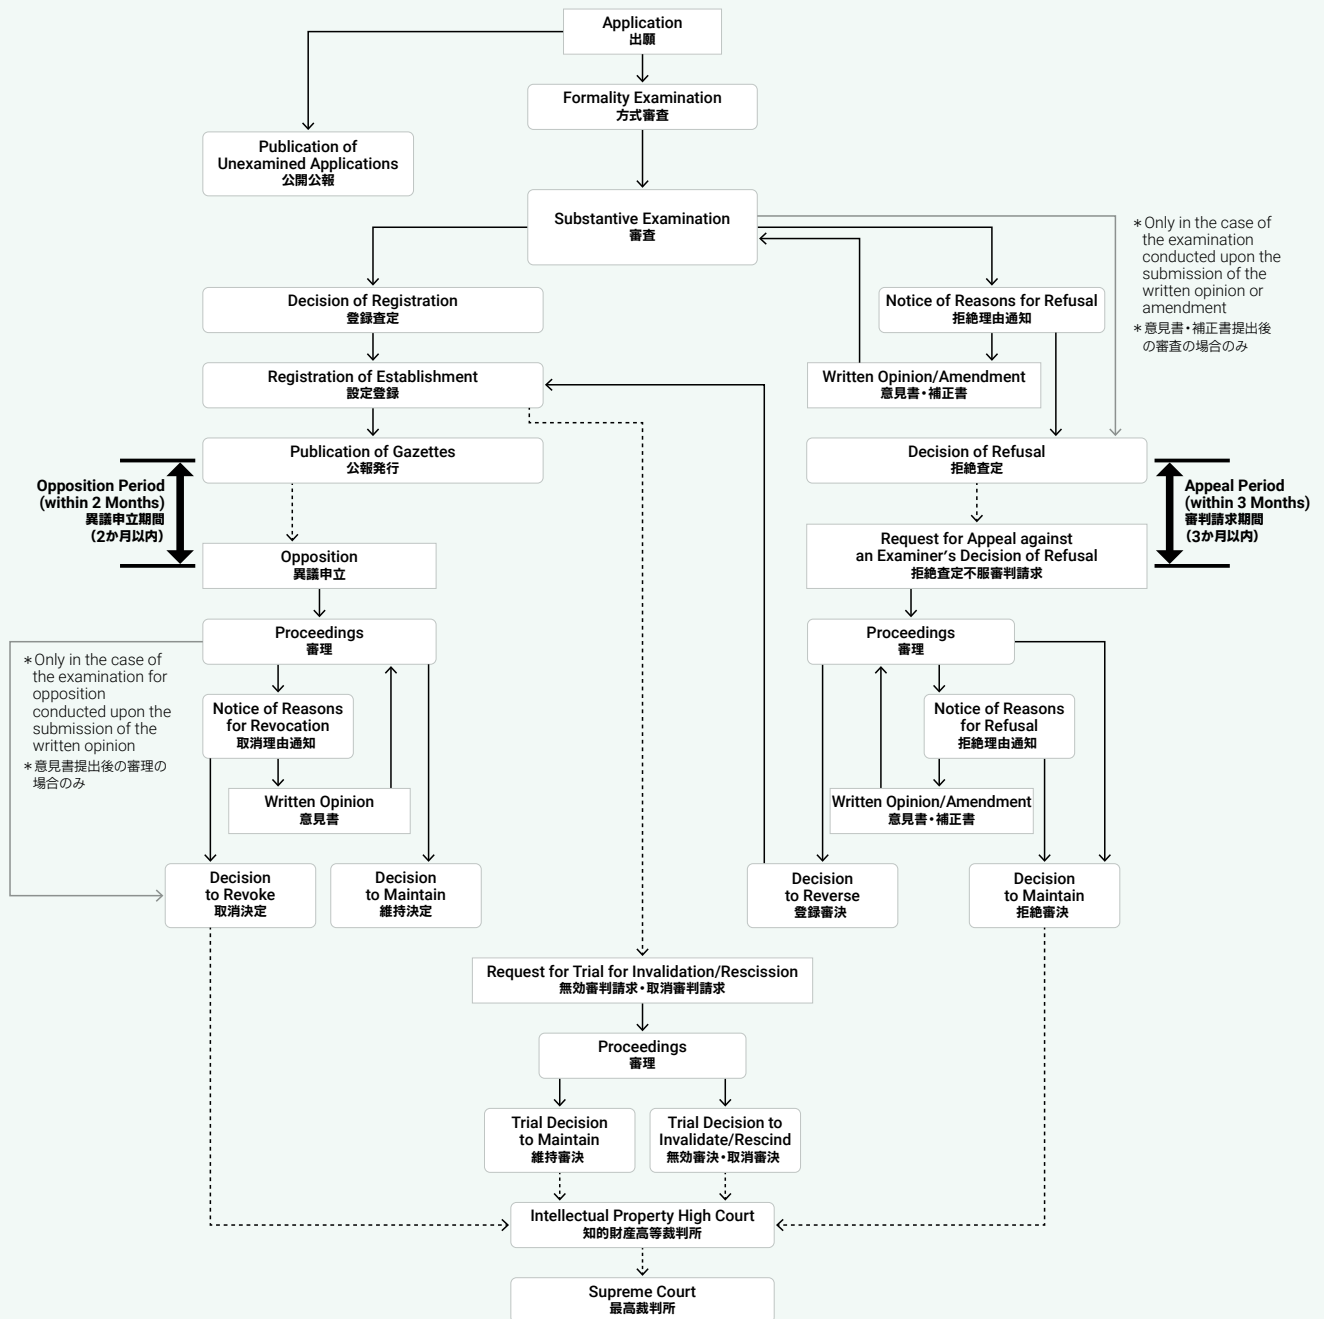 Application
出願
Formality Examination
方式審査
Publication of
Unexamined Applications
公開公報
Substantive Examination
審査
＊Only in the case of
the examination
conducted upon the
submission of the
written opinion or
amendment
＊意見書・補正書提出後
の審査の場合のみ
Decision of Registration
登録査定
Notice of Reasons for Refusal
拒絶理由通知
Registration of Establishment
設定登録
Written Opinion/Amendment
意見書・補正書
Publication of Gazettes
公報発行
Decision of Refusal
拒絶査定
Opposition Period
(within 2 Months)
異議申立期間
（2か月以内）
Appeal Period
(within 3 Months)
審判請求期間
（3か月以内）
Opposition
異議申立
Request for Appeal against
an Examiner's Decision of Refusal
拒絶査定不服審判請求
Proceedings
審理
Proceedings
審理
＊Only in the case of
the examination for
opposition
conducted upon the
submission of the
written opinion
＊意見書提出後の審理の
場合のみ
Notice of Reasons
for Revocation
取消理由通知
Notice of Reasons
for Refusal
拒絶理由通知
Written Opinion
意見書
Written Opinion/Amendment
意見書・補正書
Decision
to Revoke
取消決定
Decision
to Maintain
維持決定
Decision
to Reverse
登録審決
Decision
to Maintain
拒絶審決
Request for Trial for Invalidation/Rescission
無効審判請求・取消審判請求
Proceedings
審理
Trial Decision
to Maintain
維持審決
Trial Decision to
Invalidate/Rescind
無効審決・取消審決
Intellectual Property High Court
知的財産高等裁判所
Supreme Court
最高裁判所